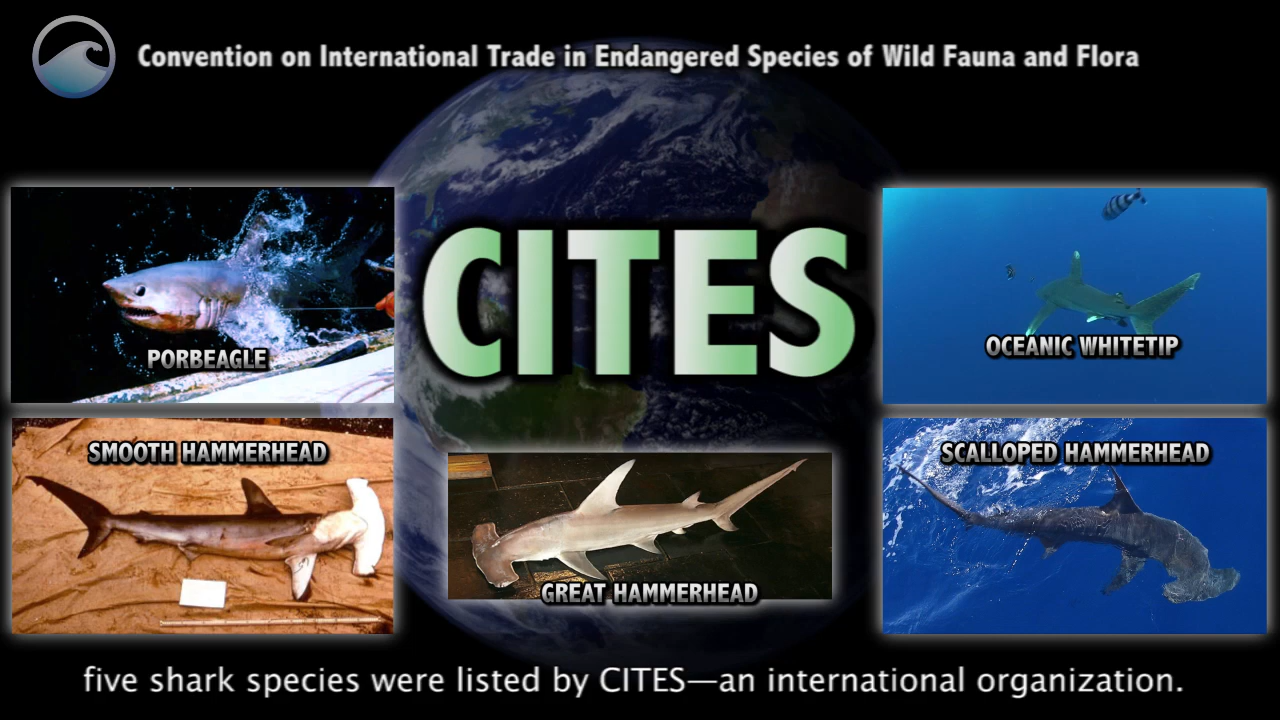 Convention on International Trade in Endangered Species of Wild Fauna and Flora
CITES
PORBEAGLE
OCEANIC WHITETIP
SMOOTH HAMMERHEAD
SCALLOPED HAMMERHEAD
GREAT HAMMERHEAD
five shark species were listed by CITES—an international organization.